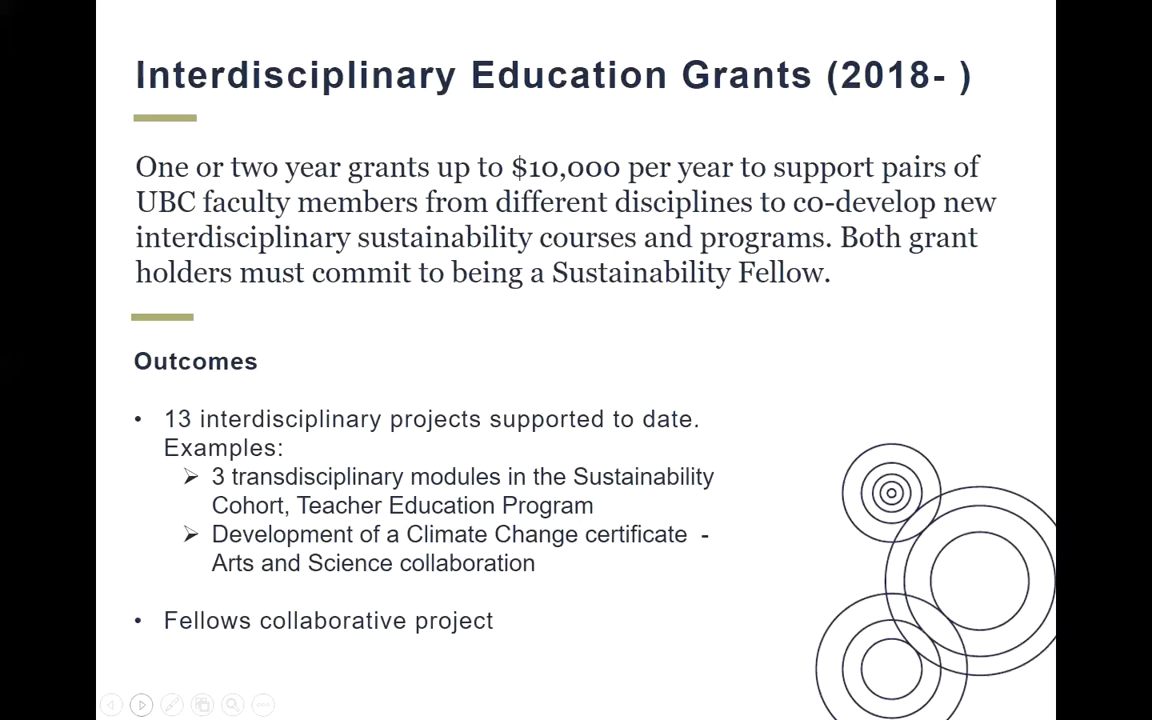 Interdisciplinary Education Grants (2018- )
One or two year grants up to $10,000 per year to support pairs of
UBC faculty members from different disciplines to co-develop new
interdisciplinary sustainability courses and programs. Both grant
holders must commit to being a Sustainability Fellow.
Outcomes
• 13 interdisciplinary projects supported to date.
Examples:
➢ 3 transdisciplinary modules in the Sustainability
Cohort, Teacher Education Program
➢ Development of a Climate Change certificate -
Arts and Science collaboration
• Fellows collaborative project